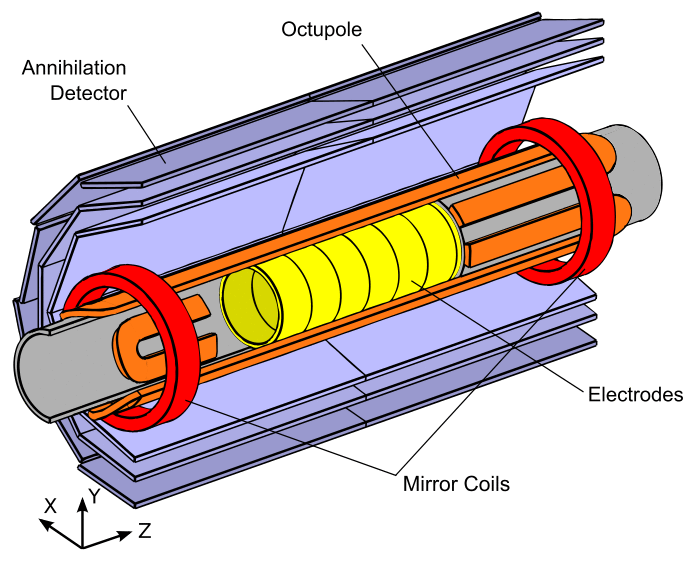 Octupole
Annihilation
Detector
Electrodes
Mirror Coils
X
Y
Z